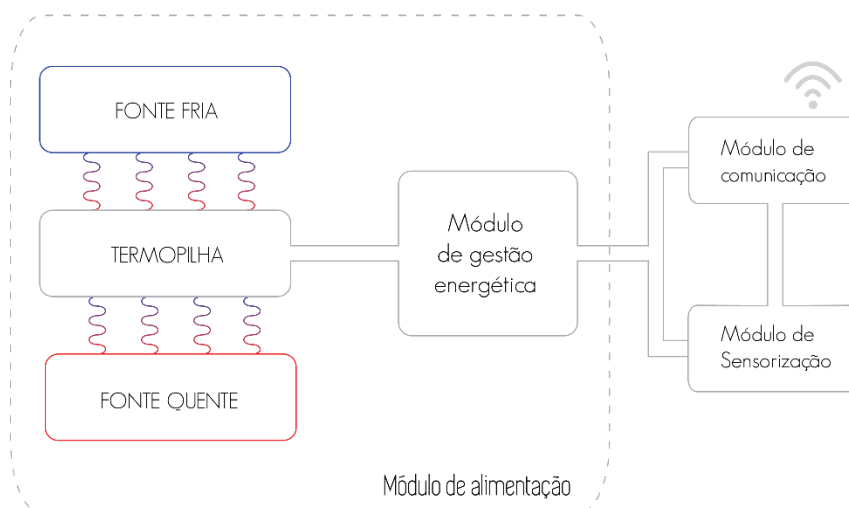 FONTE FRIA
TERMOPILHA
FONTE QUENTE
Módulo
de gestão
energética
Módulo de
comunicação
Módulo de
Sensorização
Módulo de alimentação